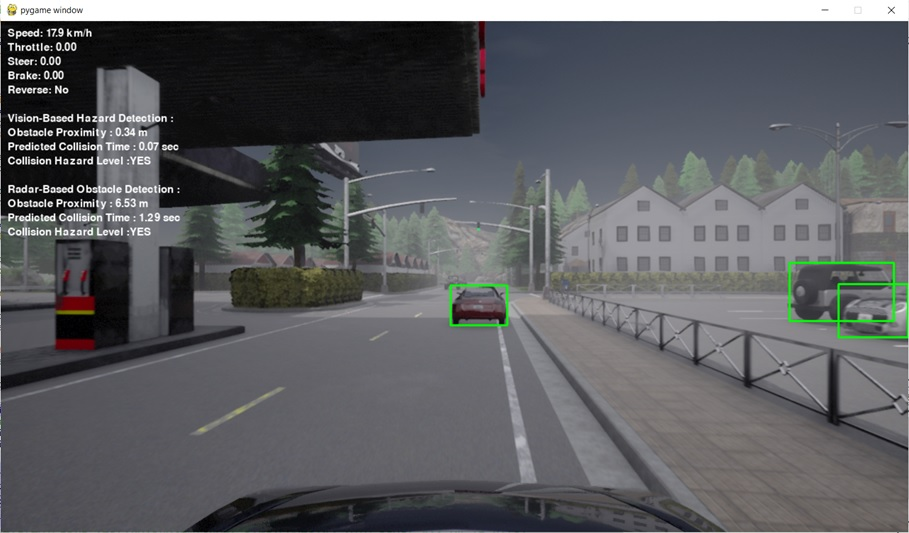 pygame window
Speed: 17.9 km/h
Throttle: 0.00
Steer: 0.00
Brake: 0.00
Reverse: No
Vision-Based Hazard Detection :
Obstacle Proximity : 0.34 m
Predicted Collision Time : 0.07 sec
Collision Hazard Level :YES
Radar-Based Obstacle Detection :
Obstacle Proximity : 6.53 m
Predicted Collision Time : 1.29 sec
Collision Hazard Level :YES